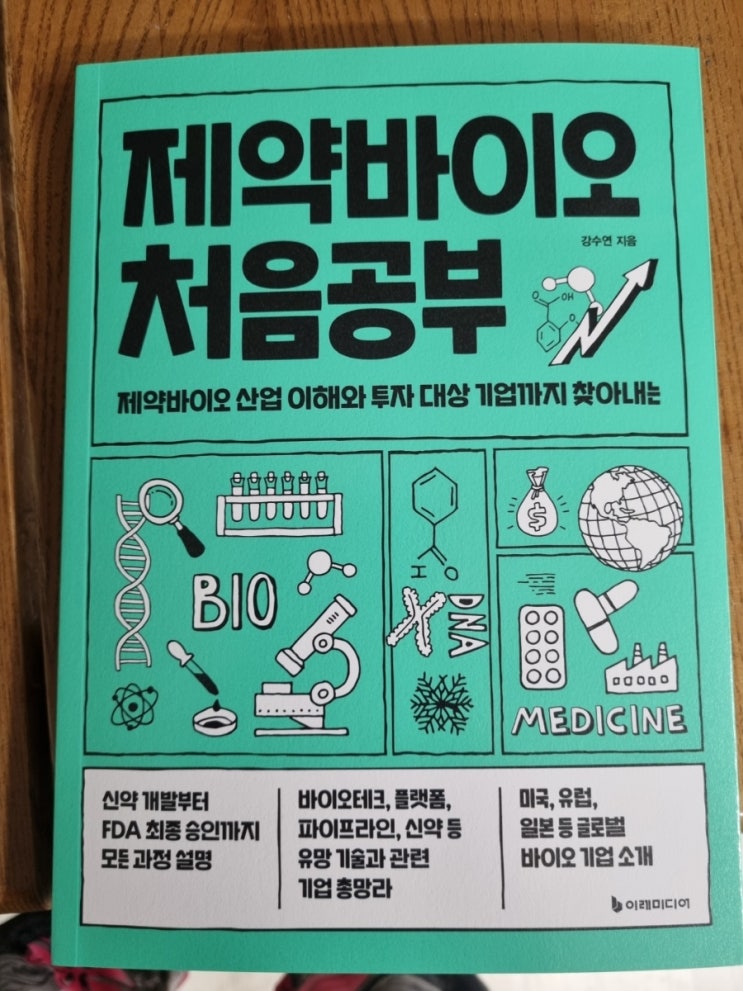 제약바이오
처음공부
강수연 지음
O
OH
O
제약바이오 산업 이해와 투자 대상 기업까지 찾아내는
BIO
H
O
DNA
$
MEDICINE
신약 개발부터
FDA 최종 승인까지
모든 과정 설명
바이오테크, 플랫폼,
파이프라인, 신약 등
유망 기술과 관련
기업 총망라
미국, 유럽,
일본 등 글로벌
바이오 기업 소개
이레미디어